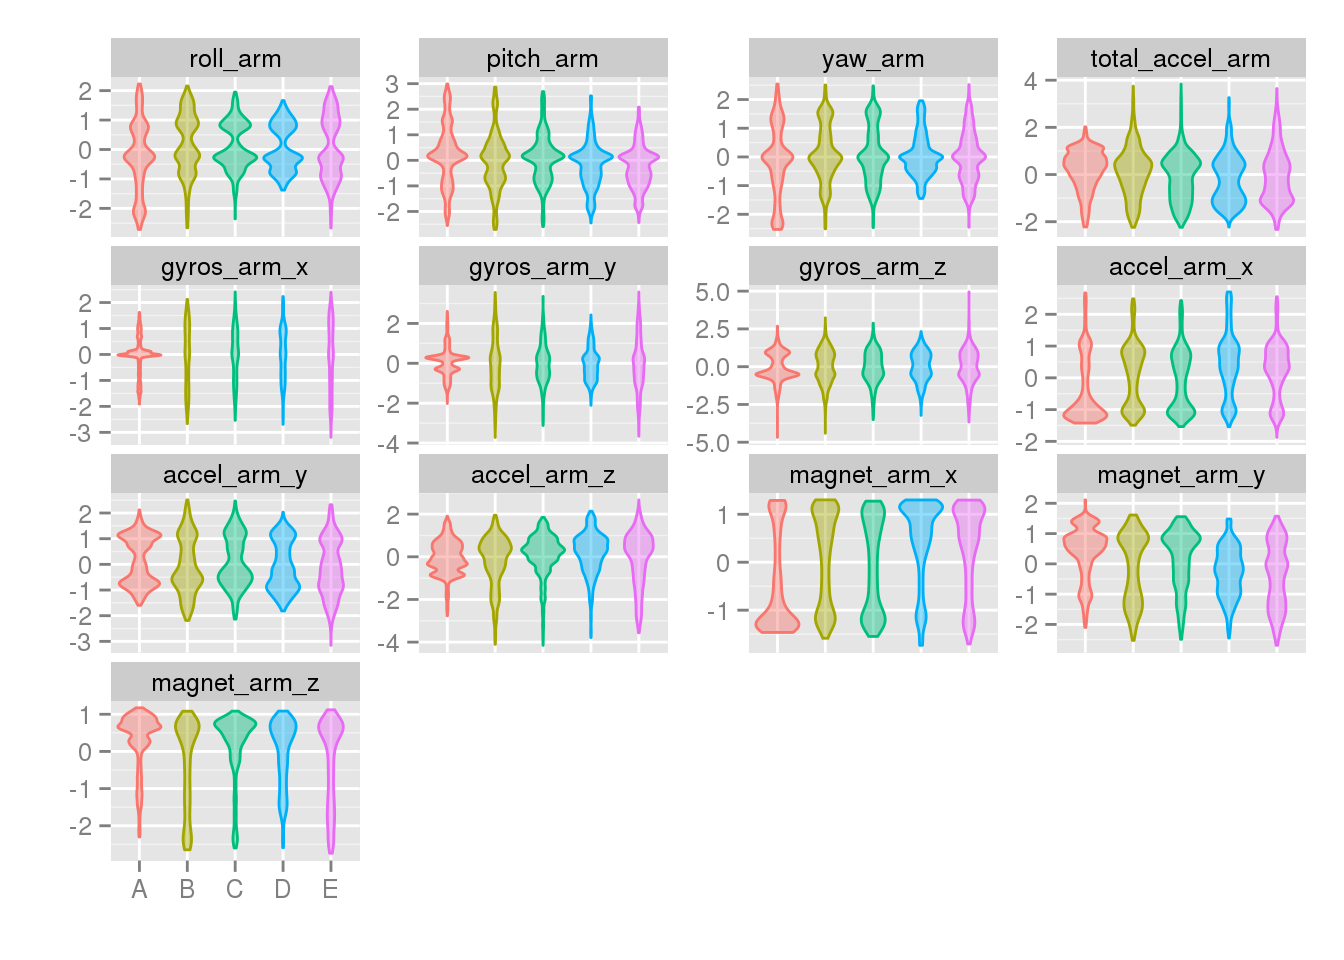 roll_arm pitch_arm yaw_arm total_accel_arm
2 1 0 -1 -2
3 2 1 0 -1 -2
2 1 0 -1 -2
4 2 0 -2
gyros_arm_x gyros_arm_y gyros_arm_z accel_arm_x
2 1 0 -1 -2 -3
2 0 -2 -4
5.0 2.5 0.0 -2.5 -5.0
2 1 0 -1 -2
accel_arm_y accel_arm_z magnet_arm_x magnet_arm_y
2 1 0 -1 -2 -3
2 0 -2 -4
1 0 -1
2 1 0 -1 -2
magnet_arm_z
1 0 -1 -2
A B C D E